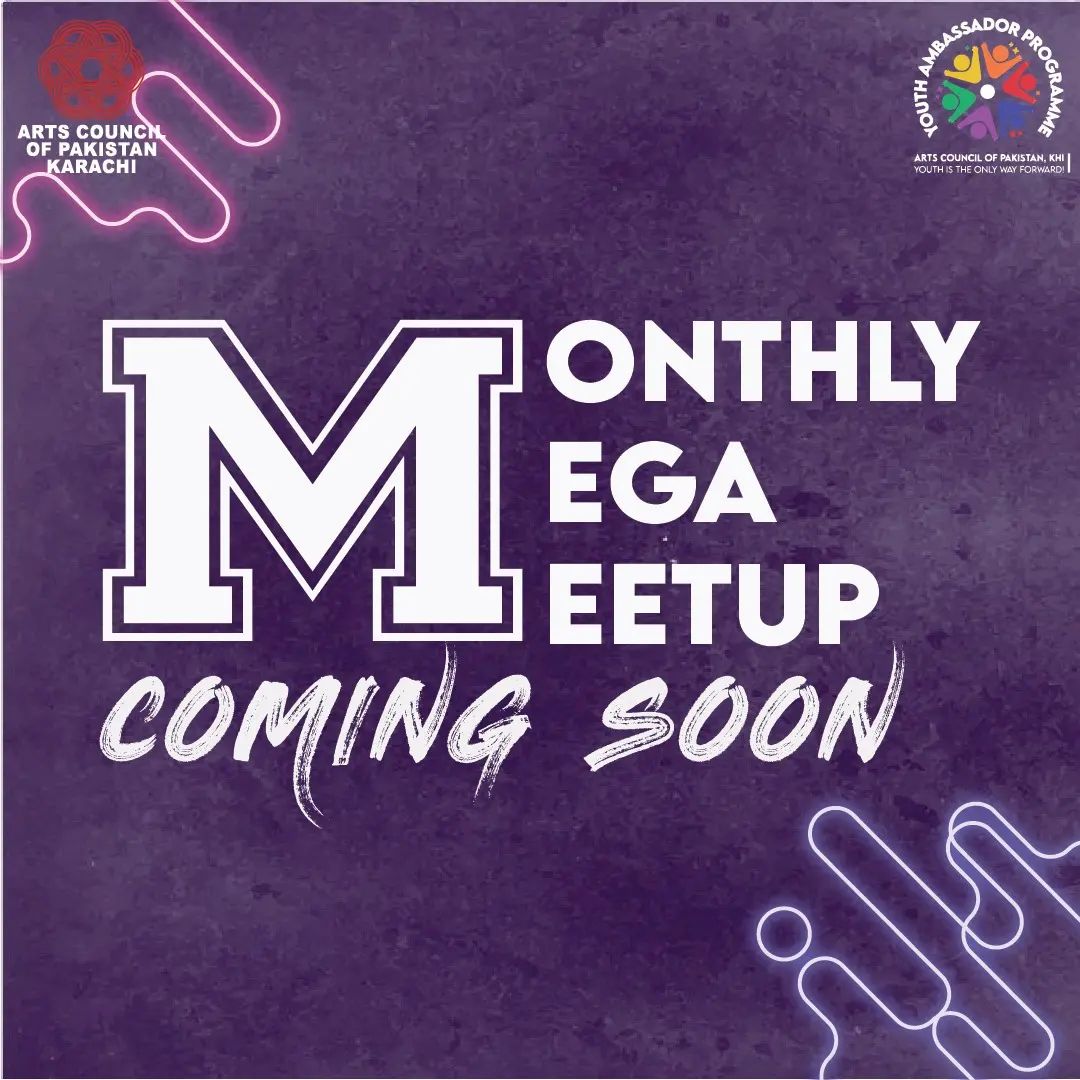 ARTS COUNCIL
OF PAKISTAN
KARACHI
YOUTH AMBASSADOR PROGRAMME
ARTS COUNCIL OF PAKISTAN, KHI
YOUTH IS THE ONLY WAY FORWARD!
MONTHLY
MEGA
MEETUP
COMING SOON